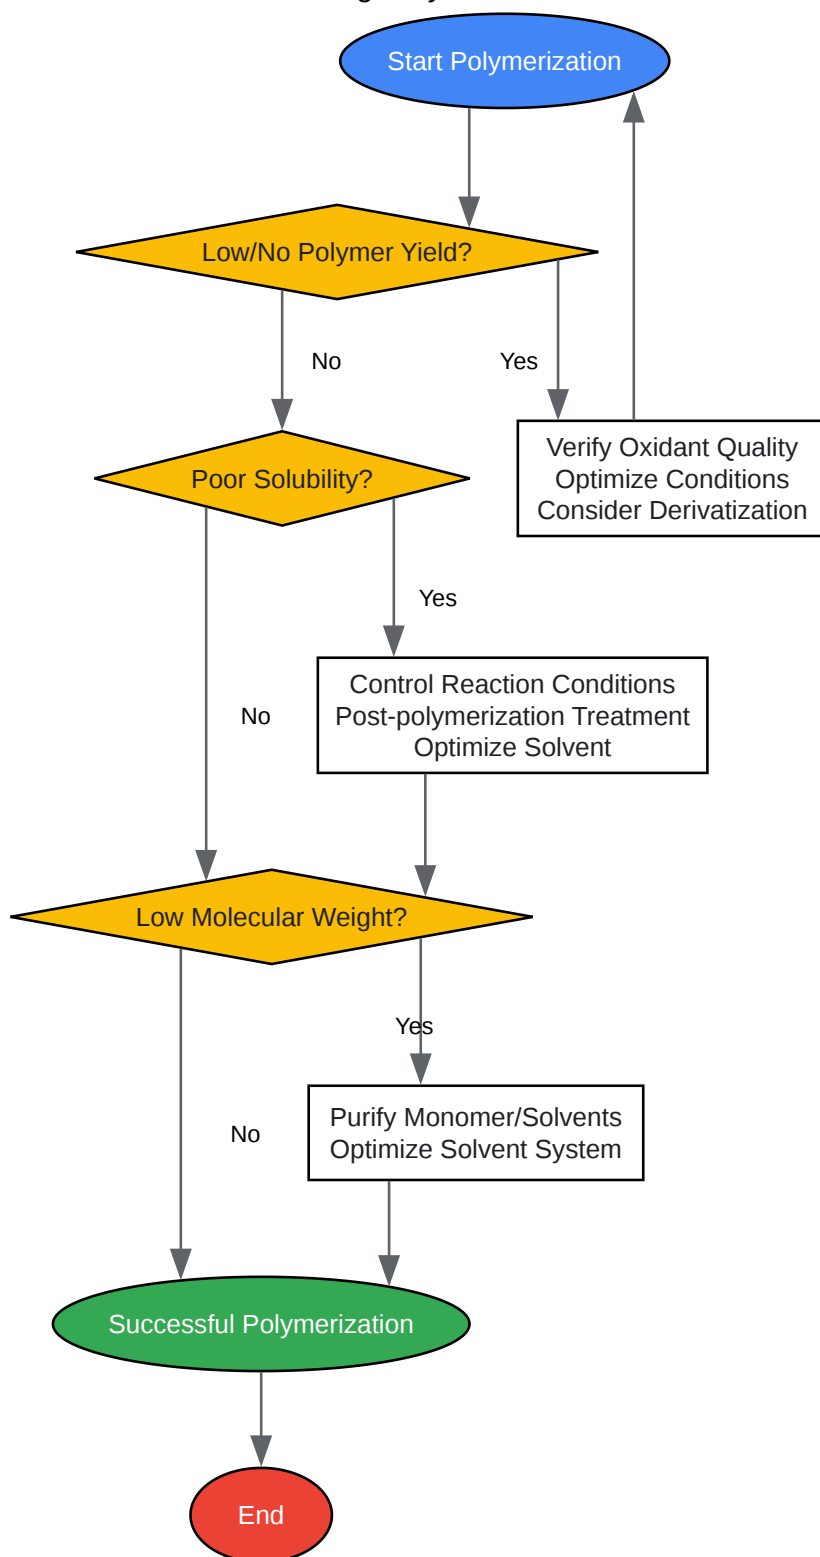 Start Polymerization
Low/No Polymer Yield?
No
Yes
Verify Oxidant Quality
Optimize Conditions
Consider Derivatization
Poor Solubility?
Yes
No
Control Reaction Conditions
Post-polymerization Treatment
Optimize Solvent
Low Molecular Weight?
Yes
No
Purify Monomer/Solvents
Optimize Solvent System
Successful Polymerization
End